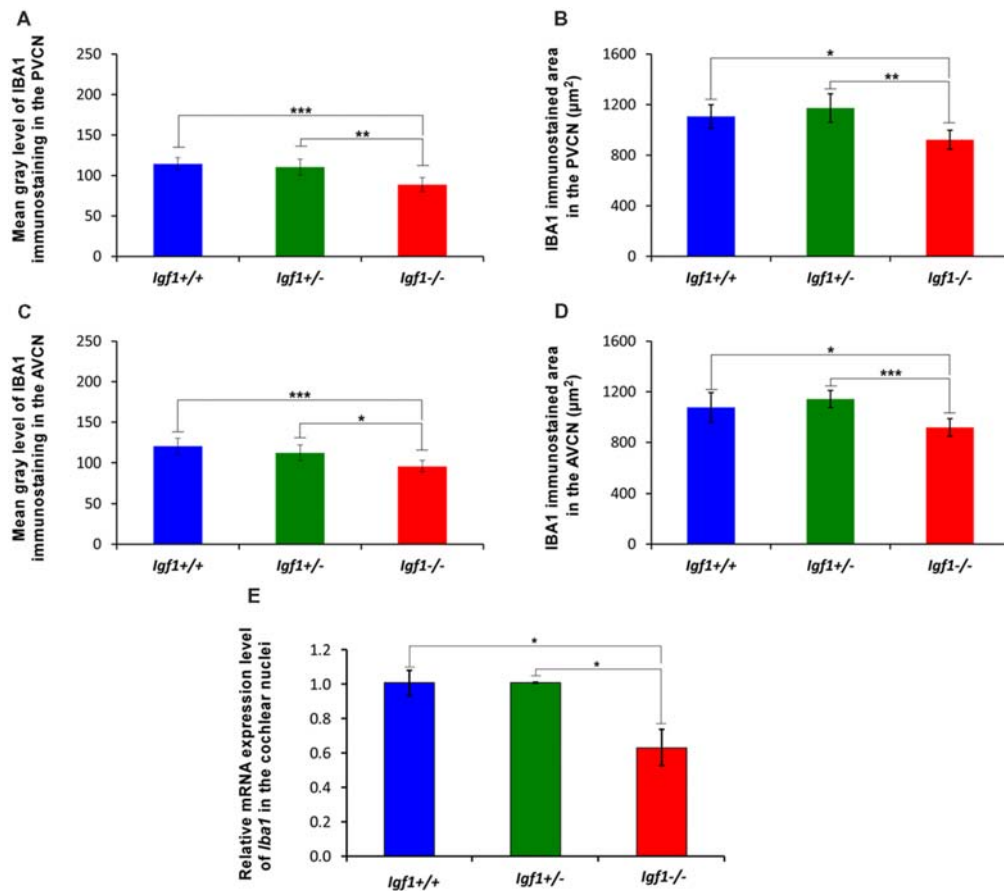 A
Mean gray level of IBA1
immunostaining in the PVCN
250
200
150
100
50
0
***
**
Igf1+/+ Igf1+/- Igf1-/-
B
IBA1 immunostained area
in the PVCN (µm²)
1600
1200
800
400
0
*
**
Igf1+/+ Igf1+/- Igf1-/-
C
Mean gray level of IBA1
immunostaining in the AVCN
250
200
150
100
50
0
***
*
Igf1+/+ Igf1+/- Igf1-/-
D
IBA1 immunostained area
in the AVCN (µm²)
1600
1200
800
400
0
*
***
Igf1+/+ Igf1+/- Igf1-/-
E
Relative mRNA expression level
of Iba1 in the cochlear nuclei
1.2
1.0
0.8
0.6
0.4
0.2
0.0
*
*
Igf1+/+ Igf1+/- Igf1-/-